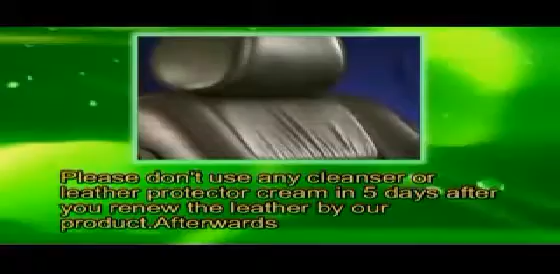 Please don't use any cleanser or
leather protector cream in 5 days after
you renew the leather by our
product.Afterwards